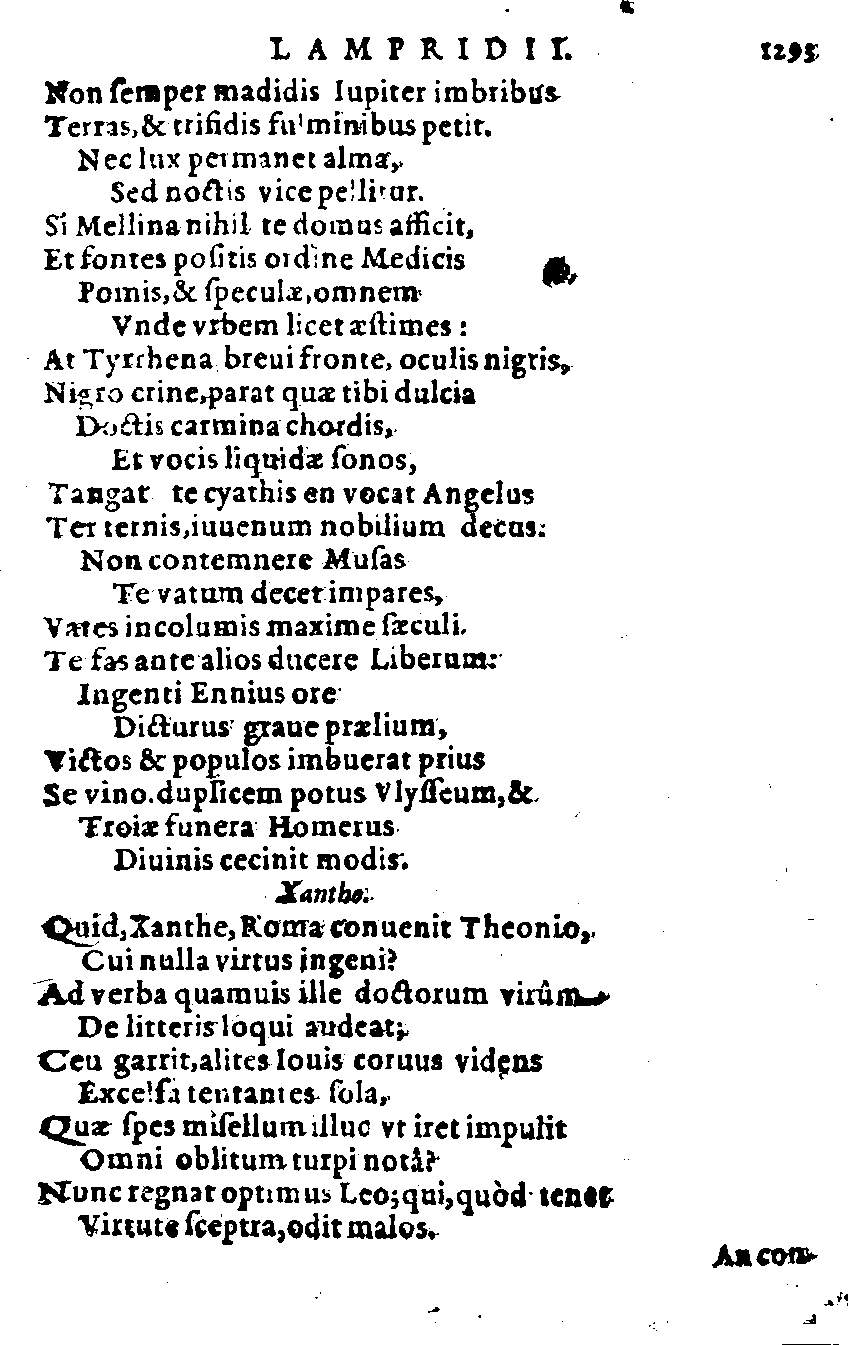 LAMPRIDII. 1295
Non ſemper madidis Iupiter imbribus
Terras, & trifidis fulminibus petit.
Nec lux permanet alma,
Sed noctis vice pellitur.
Si Mellina nihil te domus afficit,
Et fontes poſitis ordine Medicis
Pomis, & ſpeculæ, omnem
Vnde vrbem licet æſtimes:
At Tyrrhena breui fronte, oculis nigris,
Nigro crine, parat quæ tibi dulcia
Doctis carmina chordis,
Et vocis liquidæ ſonos,
Tangat te cyathis en vocat Angelus
Ter ternis, iuuenum nobilium decus:
Non contemnere Muſas
Te vatum decet impares,
Vates incolumis maxime ſæculi.
Te fas ante alios ducere Liberum:
Ingenti Ennius ore
Dicturus graue prælium,
Victos & populos imbuerat prius
Se vino. duplicem potus Vlyſſeum, &
Troiæ funera Homerus
Diuinis cecinit modis.
Xantho.
Quid, Xanthe, Roma conuenit Theonio,
Cui nulla virtus ingeni?
Ad verba quamuis ille doctorum virûm
De litteris loqui audeat;
Ceu garrit, alites Iouis coruus videns
Excelſa tentantes ſola,
Quæ ſpes miſellum illuc vt iret impulit
Omni oblitum turpi notâ?
Nunc regnat optimus Leo; qui, quòd tenet
Virtute ſceptra, odit malos.
An con-